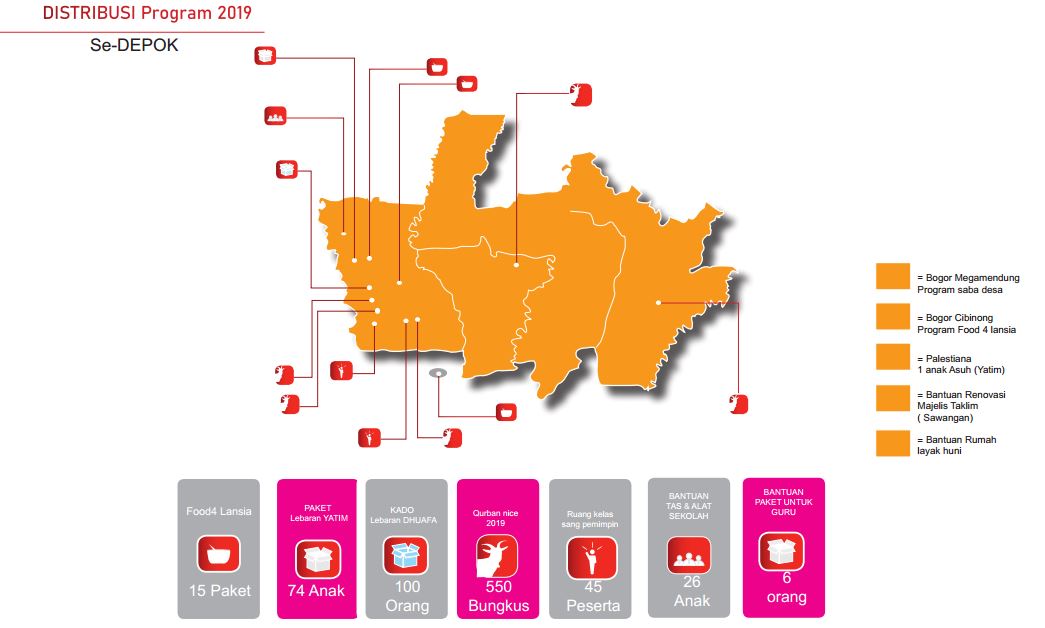 DISTRIBUSI Program 2019
Se-DEPOK
= Bogor Megamendung
Program saba desa
= Bogor Cibinong
Program Food 4 lansia
= Palestiana
1 anak Asuh (Yatim)
= Bantuan Renovasi
Majelis Taklim
( Sawangan)
= Bantuan Rumah
layak huni
Food4 Lansia
15 Paket
PAKET
Lebaran YATIM
74 Anak
KADO
Lebaran DHUAFA
100
Orang
Qurban nice
2019
550
Bungkus
Ruang kelas
sang pemimpin
45
Peserta
BANTUAN
TAS & ALAT
SEKOLAH
26
Anak
BANTUAN
PAKET UNTUK
GURU
6
orang